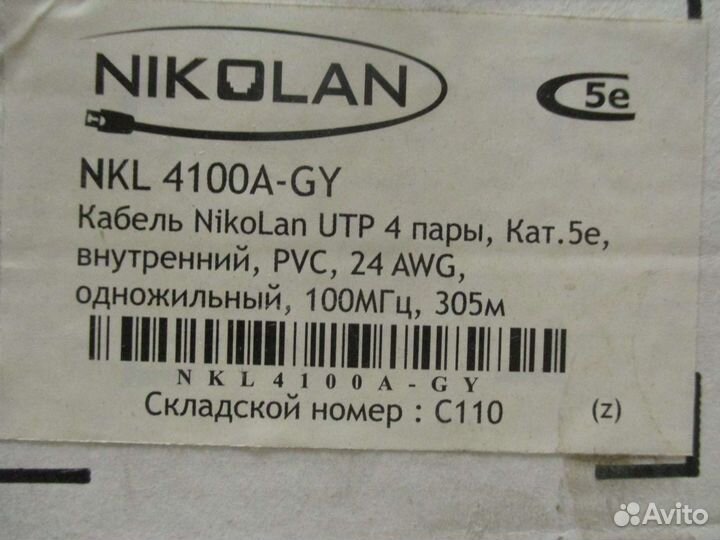 NIKOLAN
5e
NKL 4100A-GY
Кабель NikoLan UTP 4 пары, Кат.5е,
внутренний, PVC, 24 AWG,
одножильный, 100МГц, 305м
NKL4100A-GY
Складской номер : C110 (z)
Avito